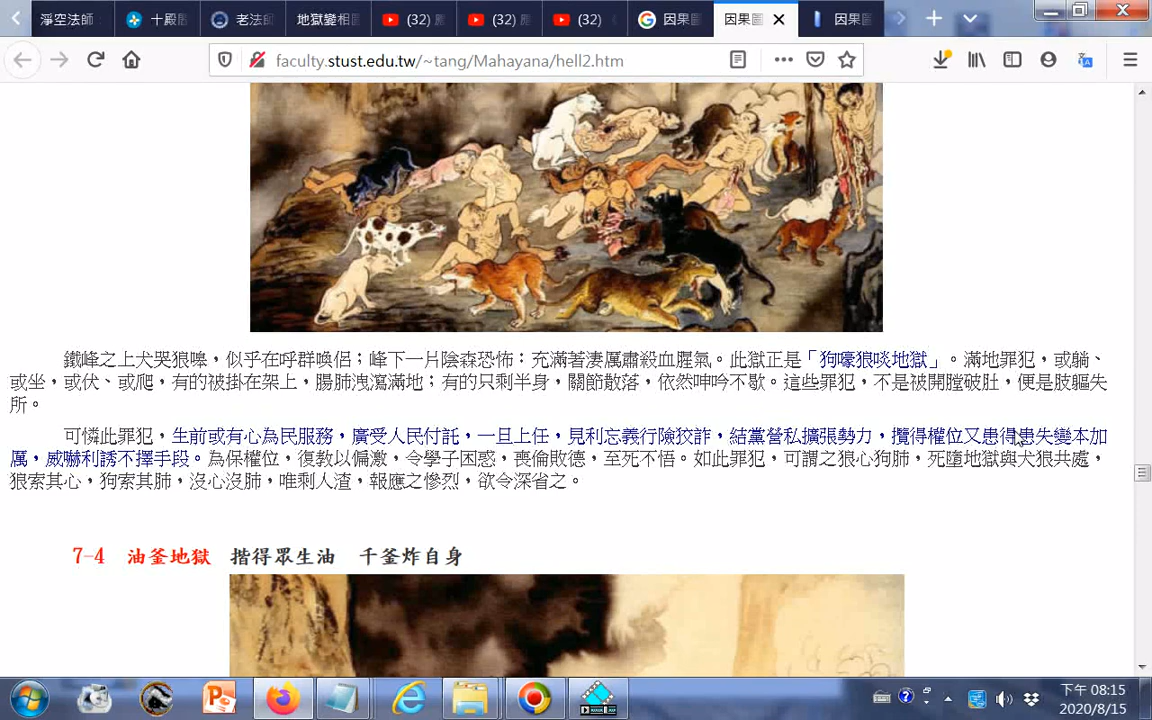 淨空法師
十殿閻
老法師
地獄變相圖
(32)
(32)
(32)
因果圖
因果圖
因果圖
faculty.stust.edu.tw/~tang/Mahayana/hell2.htm
鐵峰之上犬哭狼嗥，似乎在呼群喚侶；峰下一片陰森恐怖；充滿著淒厲肅殺血腥氣。此獄正是「狗嚎狼啖地獄」。滿地罪犯，或躺、
或坐，或伏、或爬，有的被掛在架上，腸肺洩瀉滿地；有的只剩半身，關節散落，依然呻吟不歇。這些罪犯，不是被開膛破肚，便是肢軀失
所。
可憐此罪犯，生前或有心為民服務，廣受人民付託，一旦上任，見利忘義行險狡詐，結黨營私擴張勢力，攬得權位又患得患失變本加
厲，威嚇利誘不擇手段。為保權位，復教以偏激，令學子困惑，喪倫敗德，至死不悟。如此罪犯，可謂之狼心狗肺，死墮地獄與犬狼共處，
狼索其心，狗索其肺，沒心沒肺，唯剩人渣，報應之慘烈，欲令深省之。
7-4 油釜地獄 揩得眾生油 千釜炸自身
下午 08:15
2020/8/15